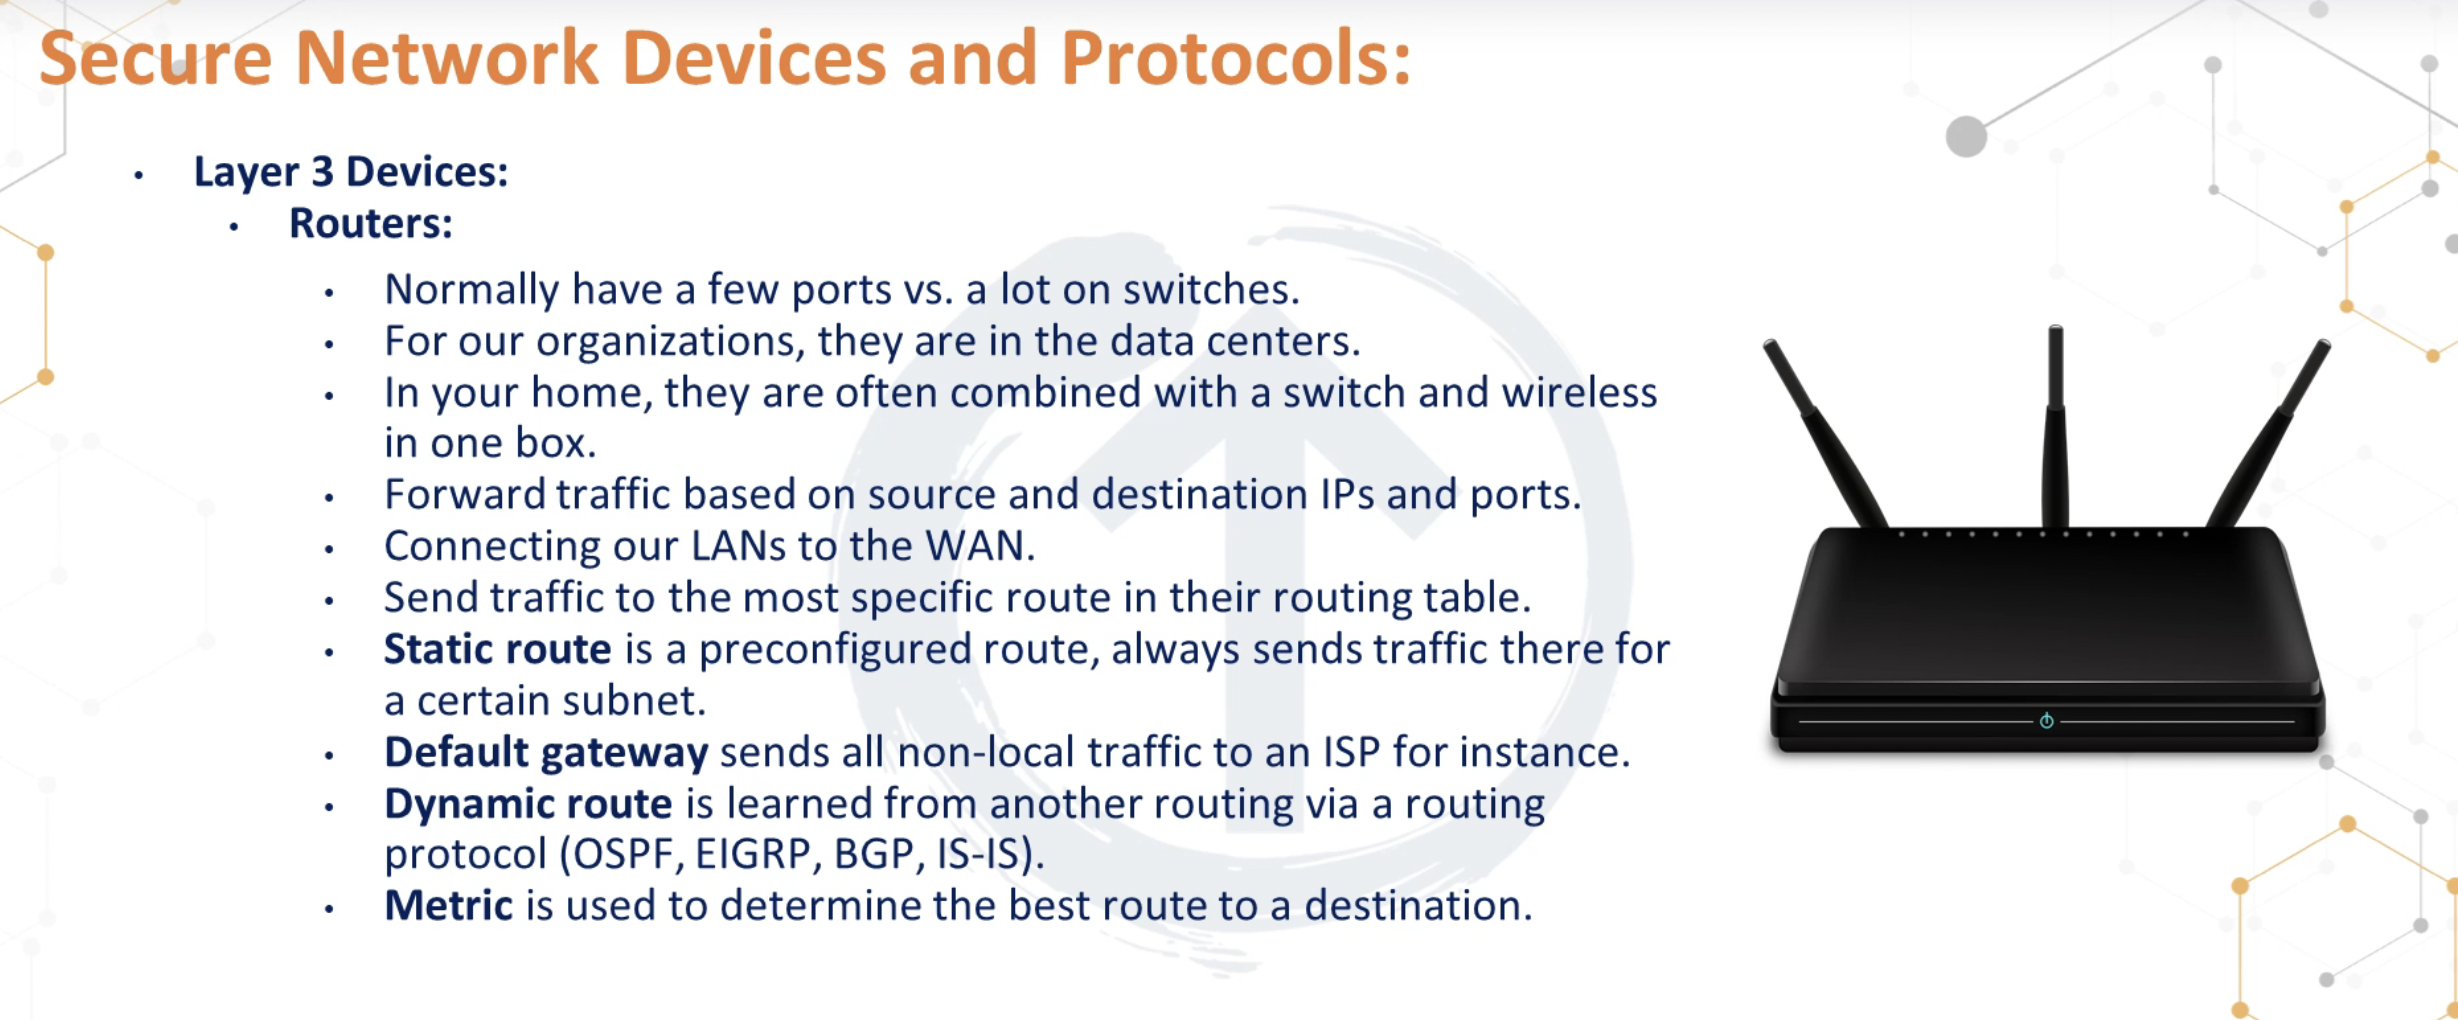 Secure Network Devices and Protocols:
• Layer 3 Devices:
• Routers:
• Normally have a few ports vs. a lot on switches.
• For our organizations, they are in the data centers.
• In your home, they are often combined with a switch and wireless
in one box.
• Forward traffic based on source and destination IPs and ports.
• Connecting our LANs to the WAN.
• Send traffic to the most specific route in their routing table.
• Static route is a preconfigured route, always sends traffic there for
a certain subnet.
• Default gateway sends all non-local traffic to an ISP for instance.
• Dynamic route is learned from another routing via a routing
protocol (OSPF, EIGRP, BGP, IS-IS).
• Metric is used to determine the best route to a destination.